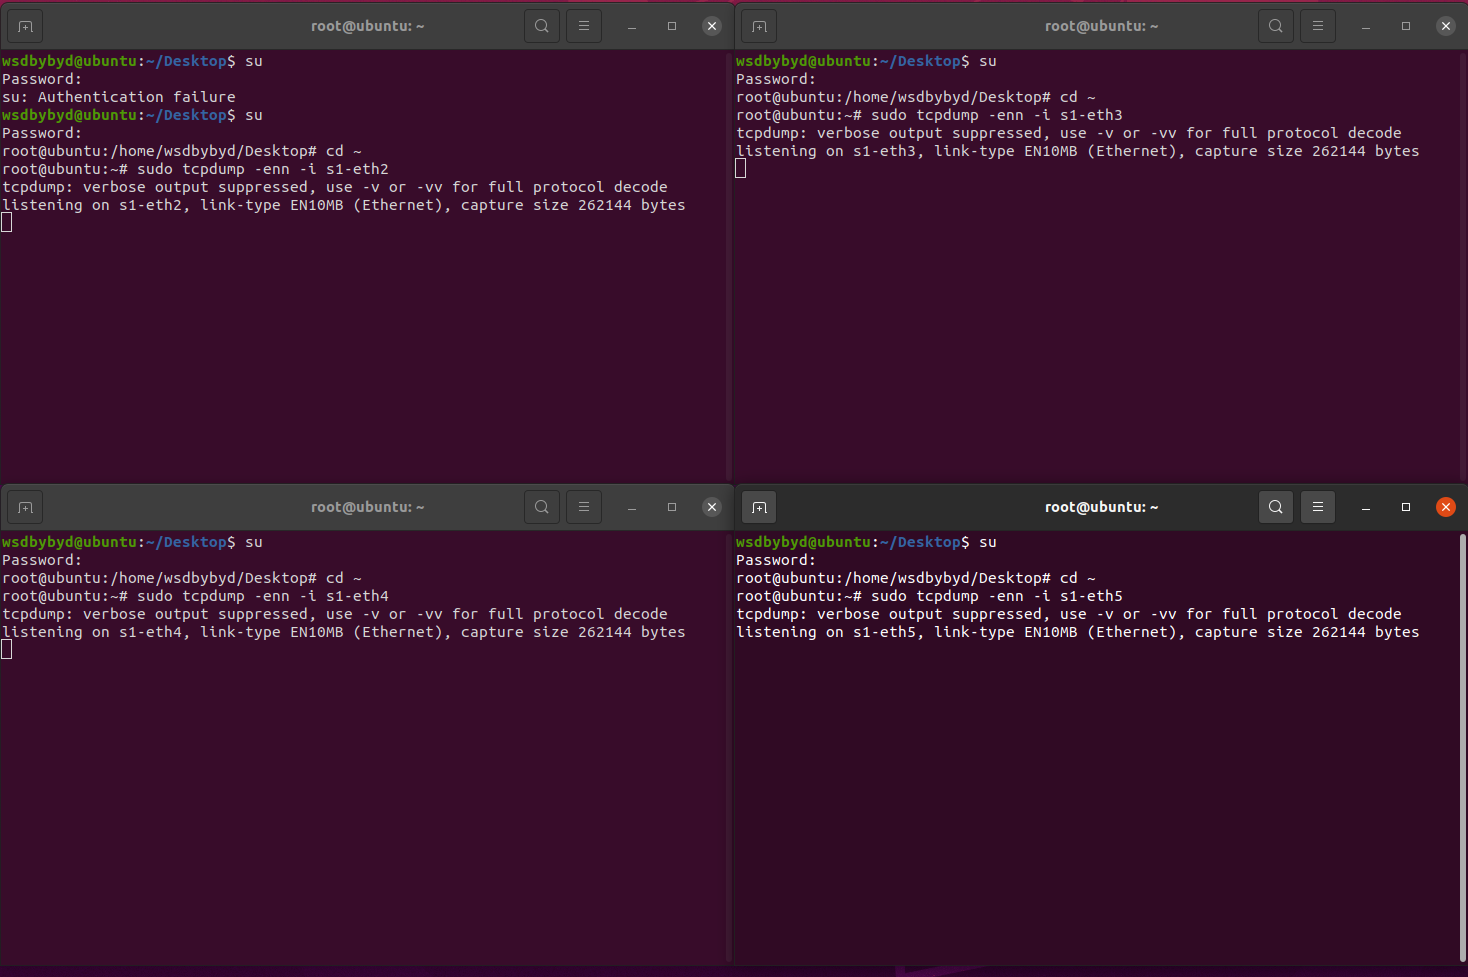 root@ubuntu: ~
wsdbybyd@ubuntu:~/Desktop$ su
Password:
su: Authentication failure
wsdbybyd@ubuntu:~/Desktop$ su
Password:
root@ubuntu:/home/wsdbybyd/Desktop# cd ~
root@ubuntu:~# sudo tcpdump -enn -i s1-eth2
tcpdump: verbose output suppressed, use -v or -vv for full protocol decode
listening on s1-eth2, link-type EN10MB (Ethernet), capture size 262144 bytes
root@ubuntu: ~
wsdbybyd@ubuntu:~/Desktop$ su
Password:
root@ubuntu:/home/wsdbybyd/Desktop# cd ~
root@ubuntu:~# sudo tcpdump -enn -i s1-eth3
tcpdump: verbose output suppressed, use -v or -vv for full protocol decode
listening on s1-eth3, link-type EN10MB (Ethernet), capture size 262144 bytes
root@ubuntu: ~
wsdbybyd@ubuntu:~/Desktop$ su
Password:
root@ubuntu:/home/wsdbybyd/Desktop# cd ~
root@ubuntu:~# sudo tcpdump -enn -i s1-eth4
tcpdump: verbose output suppressed, use -v or -vv for full protocol decode
listening on s1-eth4, link-type EN10MB (Ethernet), capture size 262144 bytes
root@ubuntu: ~
wsdbybyd@ubuntu:~/Desktop$ su
Password:
root@ubuntu:/home/wsdbybyd/Desktop# cd ~
root@ubuntu:~# sudo tcpdump -enn -i s1-eth5
tcpdump: verbose output suppressed, use -v or -vv for full protocol decode
listening on s1-eth5, link-type EN10MB (Ethernet), capture size 262144 bytes